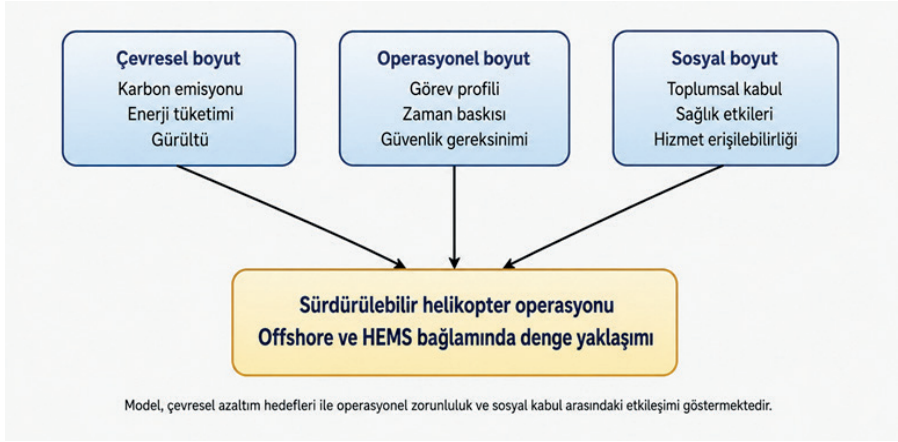 Çevresel boyut
Karbon emisyonu
Enerji tüketimi
Gürültü
Operasyonel boyut
Görev profili
Zaman baskısı
Güvenlik gereksinimi
Sosyal boyut
Toplumsal kabul
Sağlık etkileri
Hizmet erişilebilirliği
Sürdürülebilir helikopter operasyonu
Offshore ve HEMS bağlamında denge yaklaşımı
Model, çevresel azaltım hedefleri ile operasyonel zorunluluk ve sosyal kabul arasındaki etkileşimi göstermektedir.